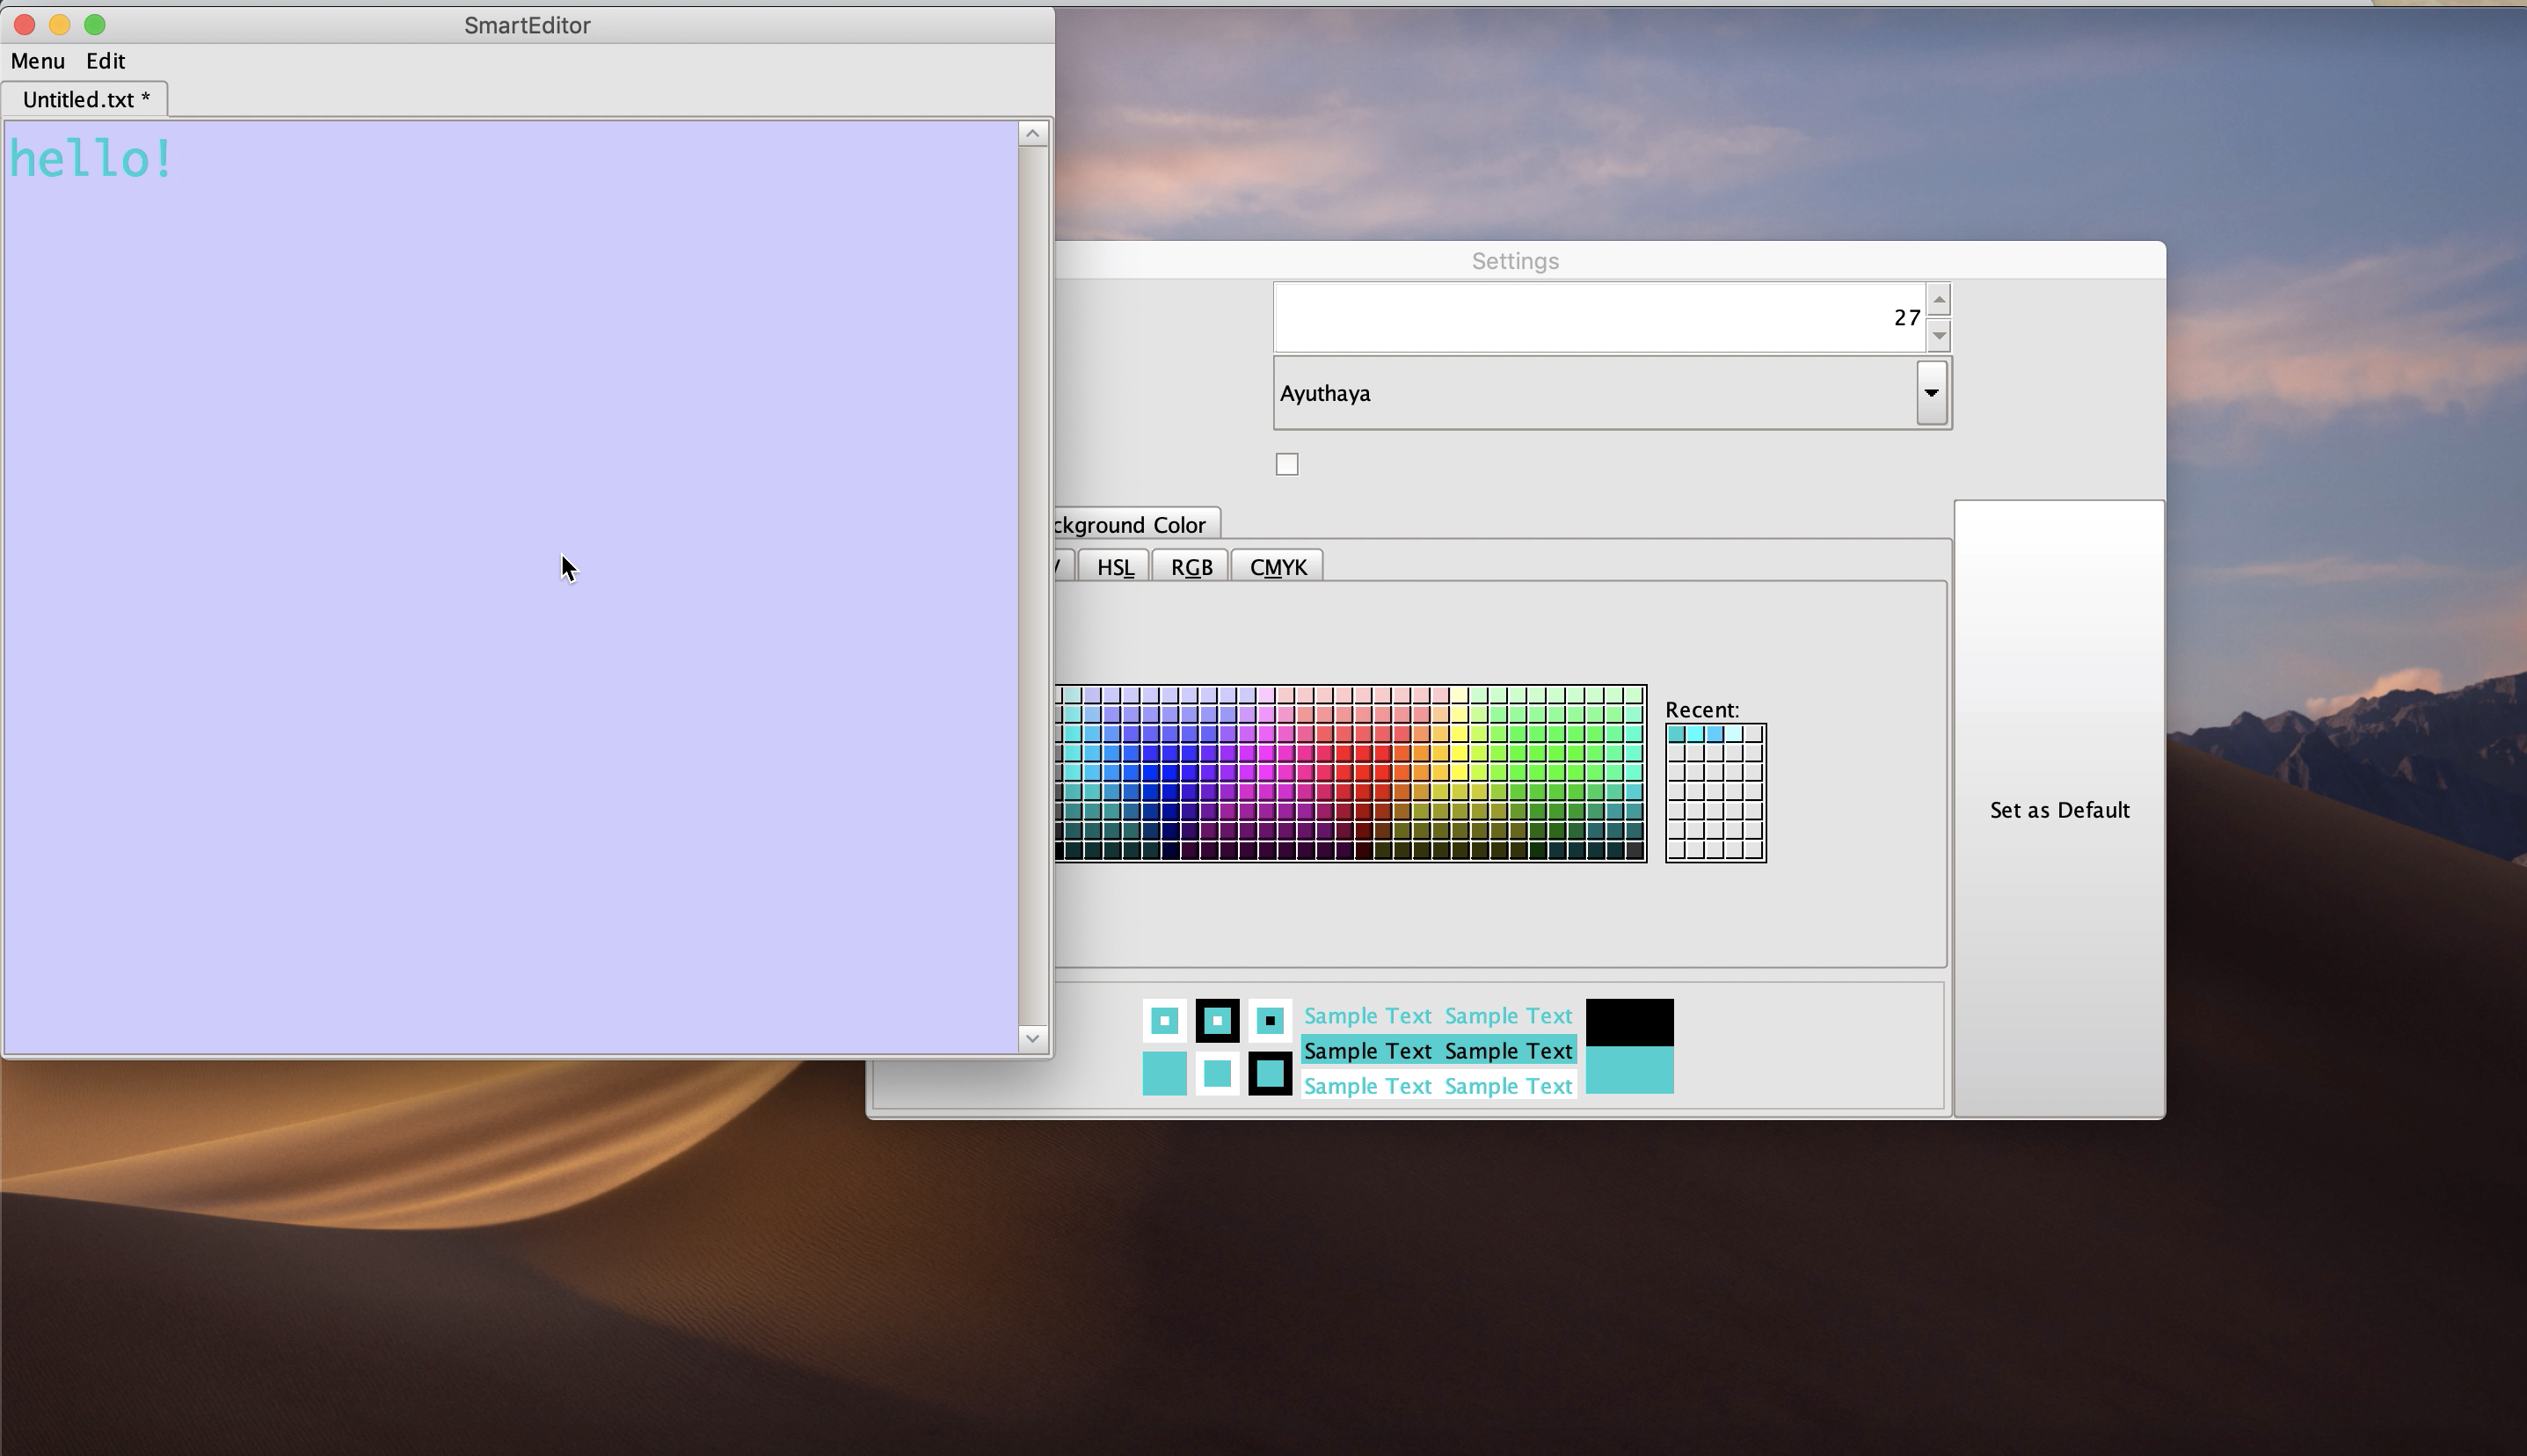 SmartEditor
Menu Edit
Untitled.txt *
hello!
Settings
27
Ayuthaya
ckground Color
HSL RGB CMYK
Recent:
Set as Default
Sample Text Sample Text
Sample Text Sample Text
Sample Text Sample Text